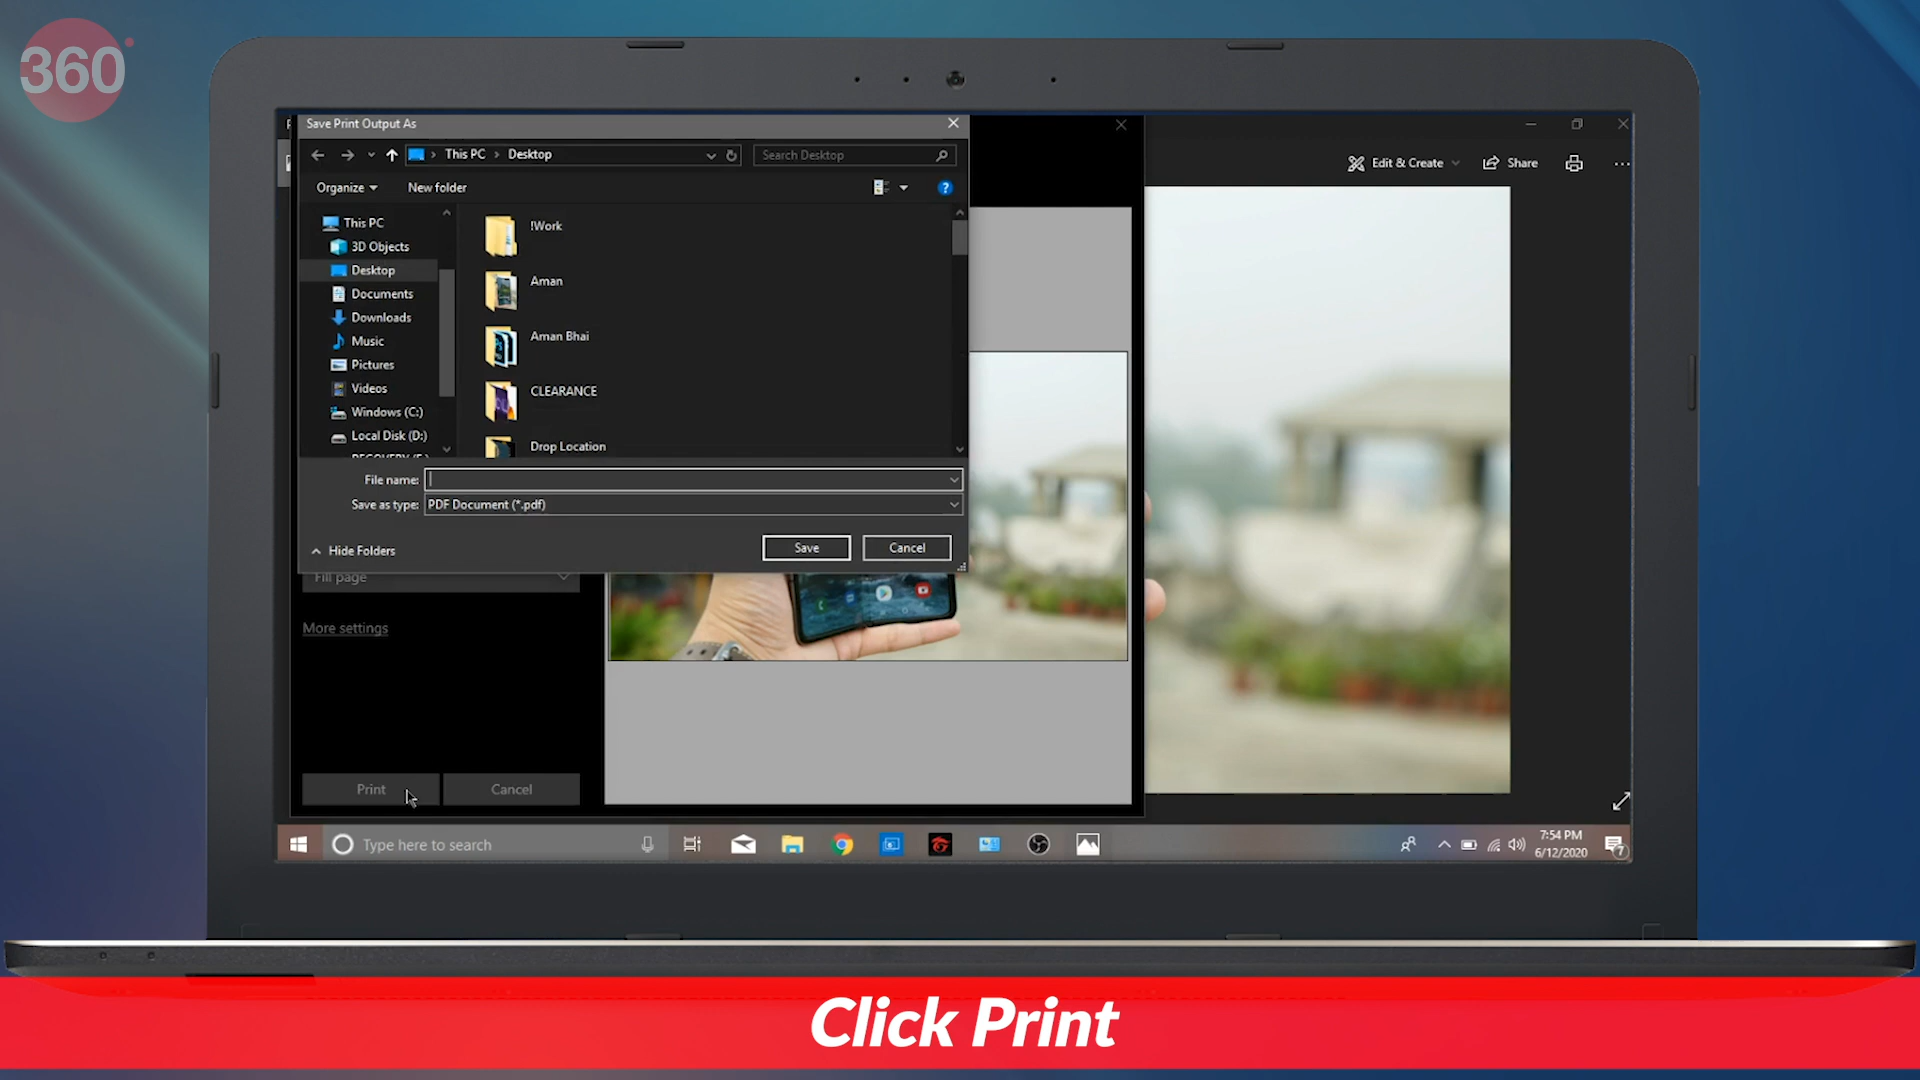 360
Save Print Output As
This PC
Desktop
Search Desktop
Organize
New folder
?
This PC
3D Objects
Desktop
Documents
Downloads
Music
Pictures
Videos
Windows (C:)
Local Disk (D:)
!Work
Aman
Aman Bhai
CLEARANCE
Drop Location
File name:
Save as type:
PDF Document (*.pdf)
Hide Folders
Save
Cancel
Edit & Create
Share
Fill page
More settings
Print
Cancel
Type here to search
7:54 PM
6/12/2020
7
Click Print